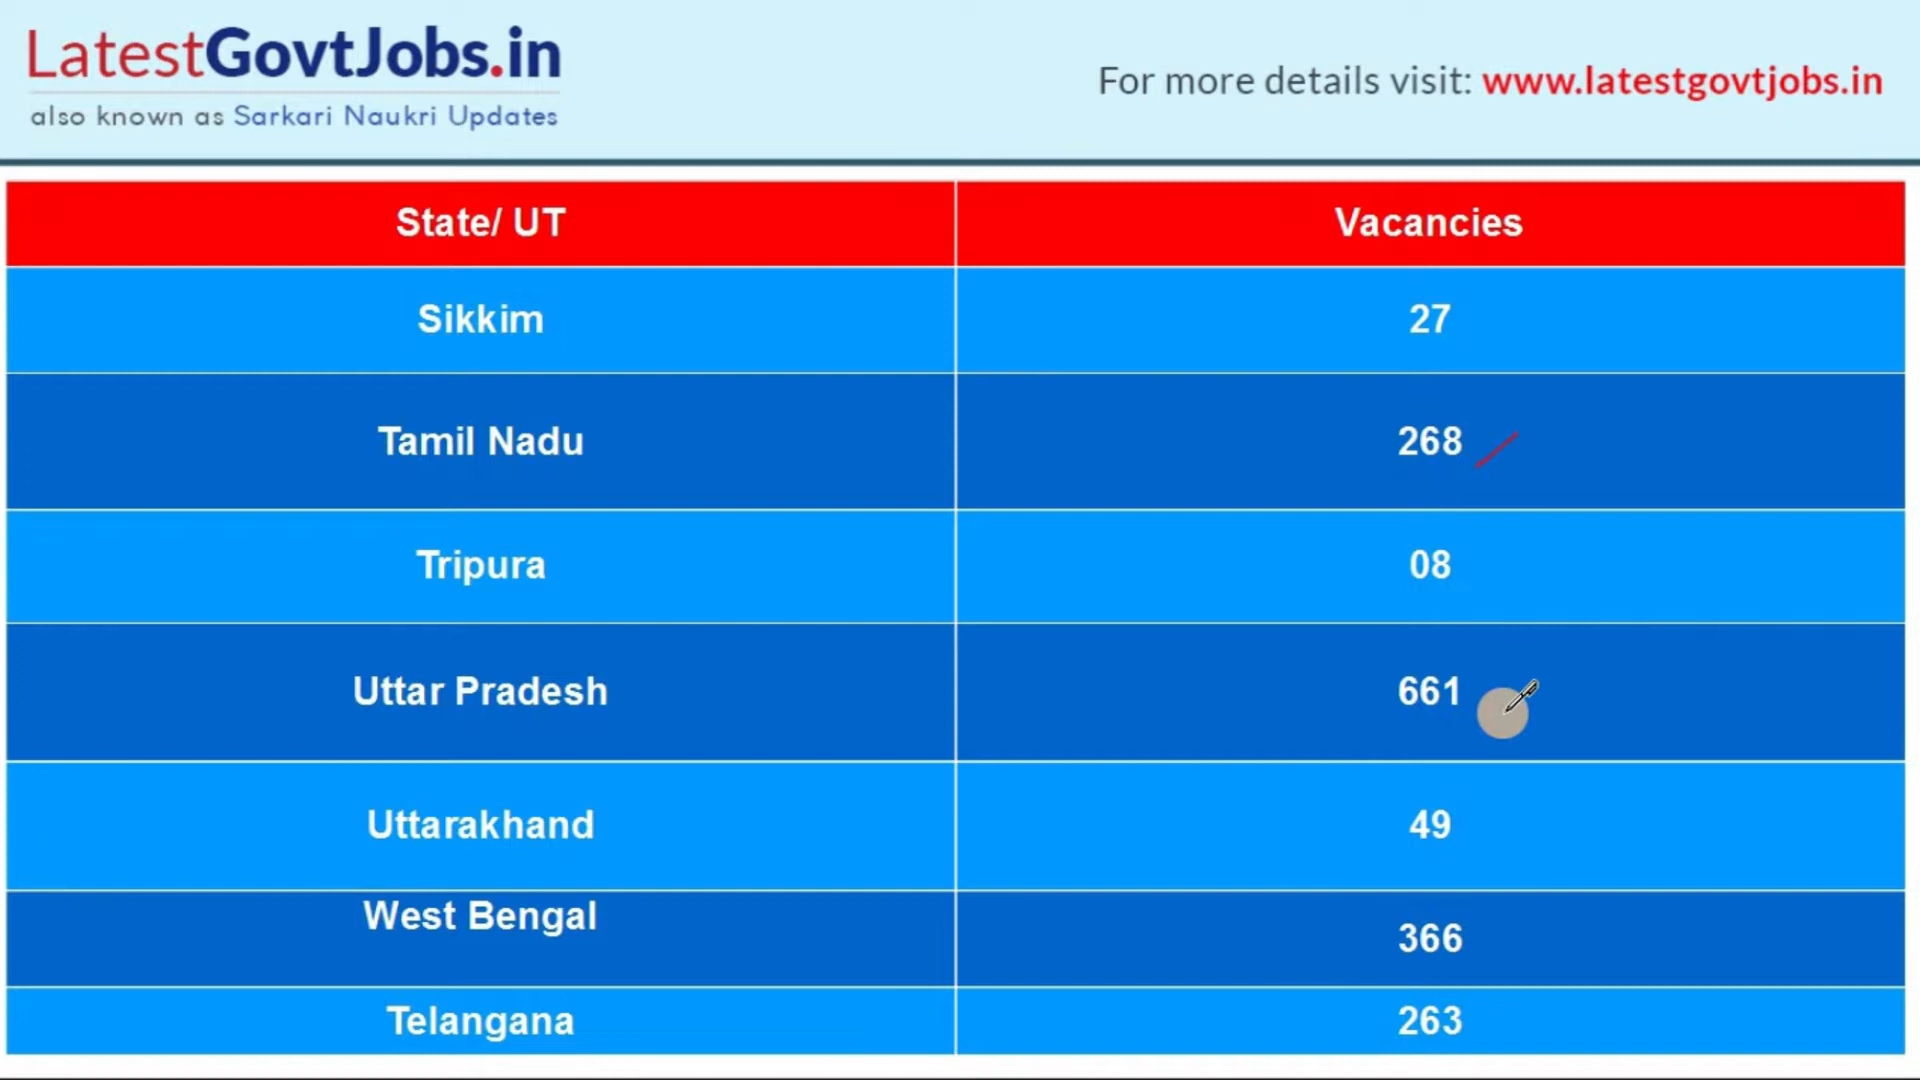 LatestGovtJobs.in
also known as Sarkari Naukri Updates
For more details visit: www.latestgovtjobs.in
State/ UT Vacancies
Sikkim 27
Tamil Nadu 268
Tripura 08
Uttar Pradesh 661
Uttarakhand 49
West Bengal 366
Telangana 263